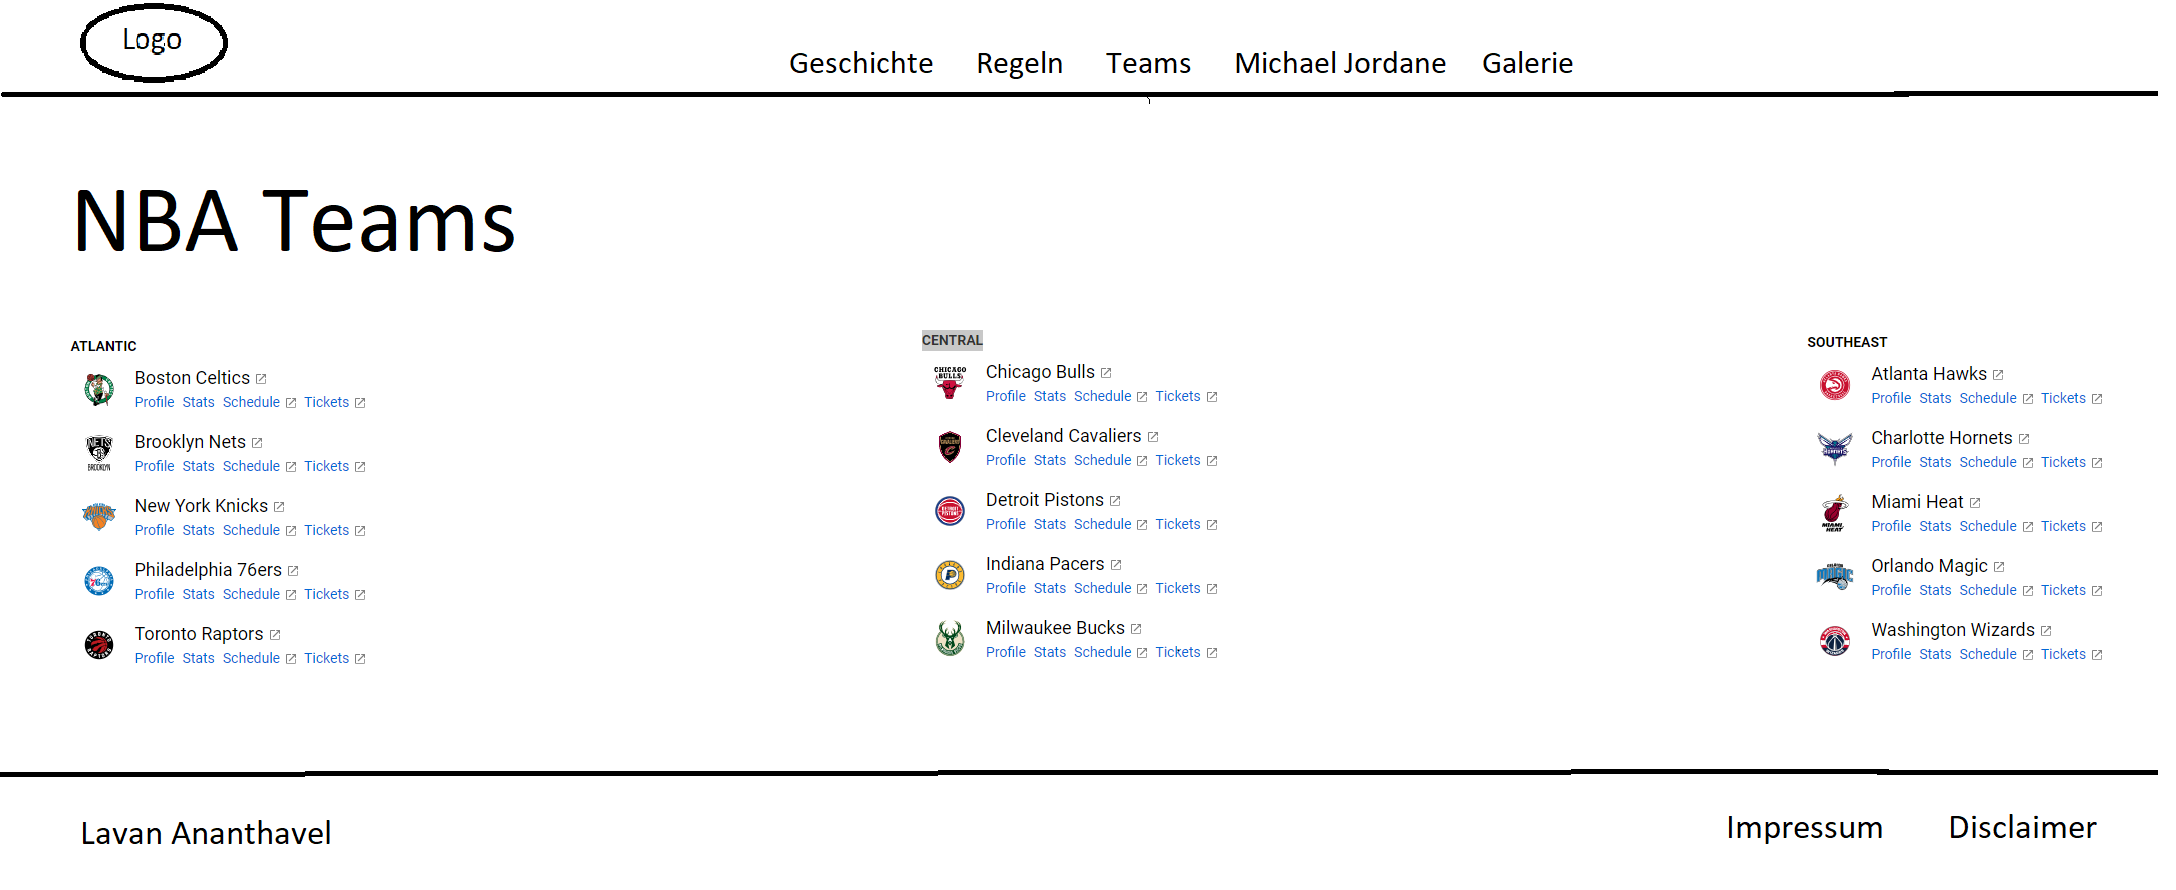 Logo
Geschichte Regeln Teams Michael Jordane Galerie
NBA Teams
ATLANTIC
Boston Celtics
Profile Stats Schedule Tickets
Brooklyn Nets
Profile Stats Schedule Tickets
New York Knicks
Profile Stats Schedule Tickets
Philadelphia 76ers
Profile Stats Schedule Tickets
Toronto Raptors
Profile Stats Schedule Tickets
CENTRAL
CHICAGO
BULLS
Chicago Bulls
Profile Stats Schedule Tickets
Cleveland Cavaliers
Profile Stats Schedule Tickets
Detroit Pistons
Profile Stats Schedule Tickets
Indiana Pacers
Profile Stats Schedule Tickets
Milwaukee Bucks
Profile Stats Schedule Tickets
SOUTHEAST
Atlanta Hawks
Profile Stats Schedule Tickets
Charlotte Hornets
Profile Stats Schedule Tickets
MIAMI
HEAT
Miami Heat
Profile Stats Schedule Tickets
Orlando Magic
Profile Stats Schedule Tickets
Washington Wizards
Profile Stats Schedule Tickets
Lavan Ananthavel
Impressum Disclaimer